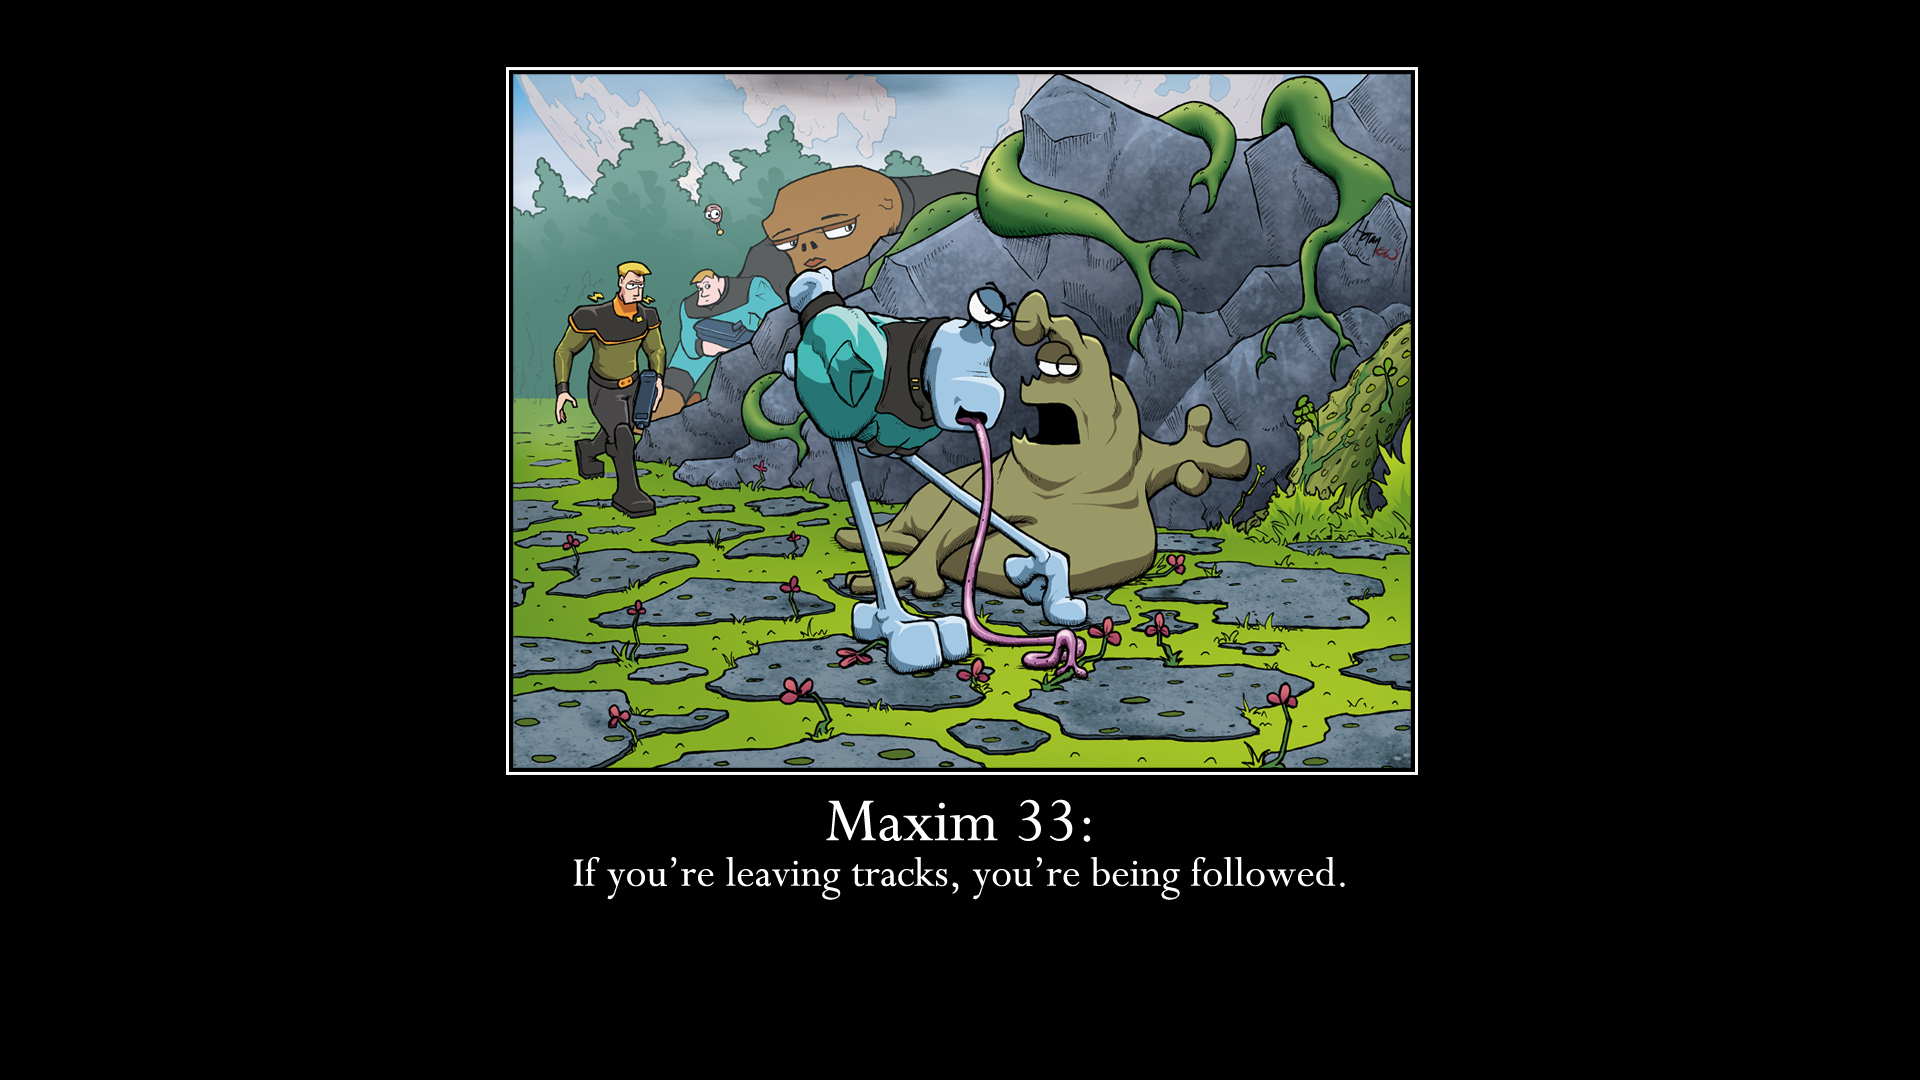 Maxim 33:
If you’re leaving tracks, you’re being followed.